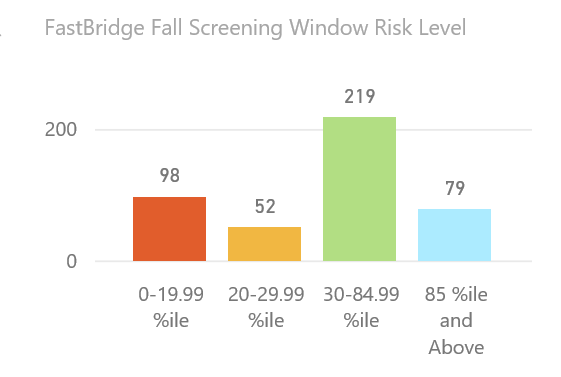 FastBridge Fall Screening Window Risk Level
219
200
98
79
52
0
0-19.99 20-29.99 30-84.99 85 %ile
%ile %ile %ile and
Above